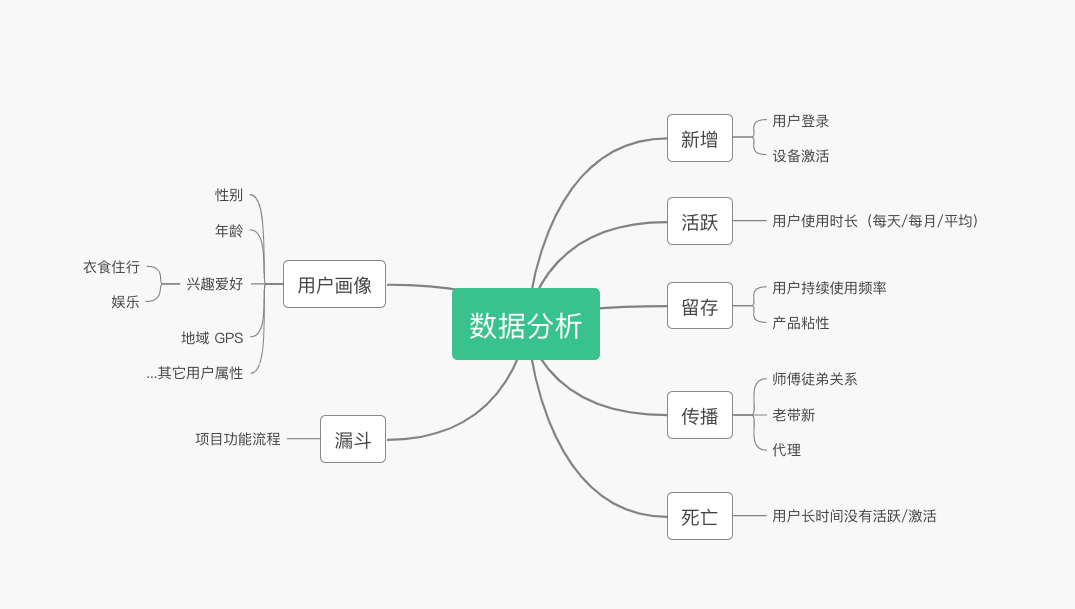 数据分析
新增
用户登录
设备激活
活跃
用户使用时长（每天/每月/平均）
留存
用户持续使用频率
产品粘性
传播
师傅徒弟关系
老带新
代理
死亡
用户长时间没有活跃/激活
用户画像
性别
年龄
兴趣爱好
衣食住行
娱乐
地域 GPS
...其它用户属性
漏斗
项目功能流程